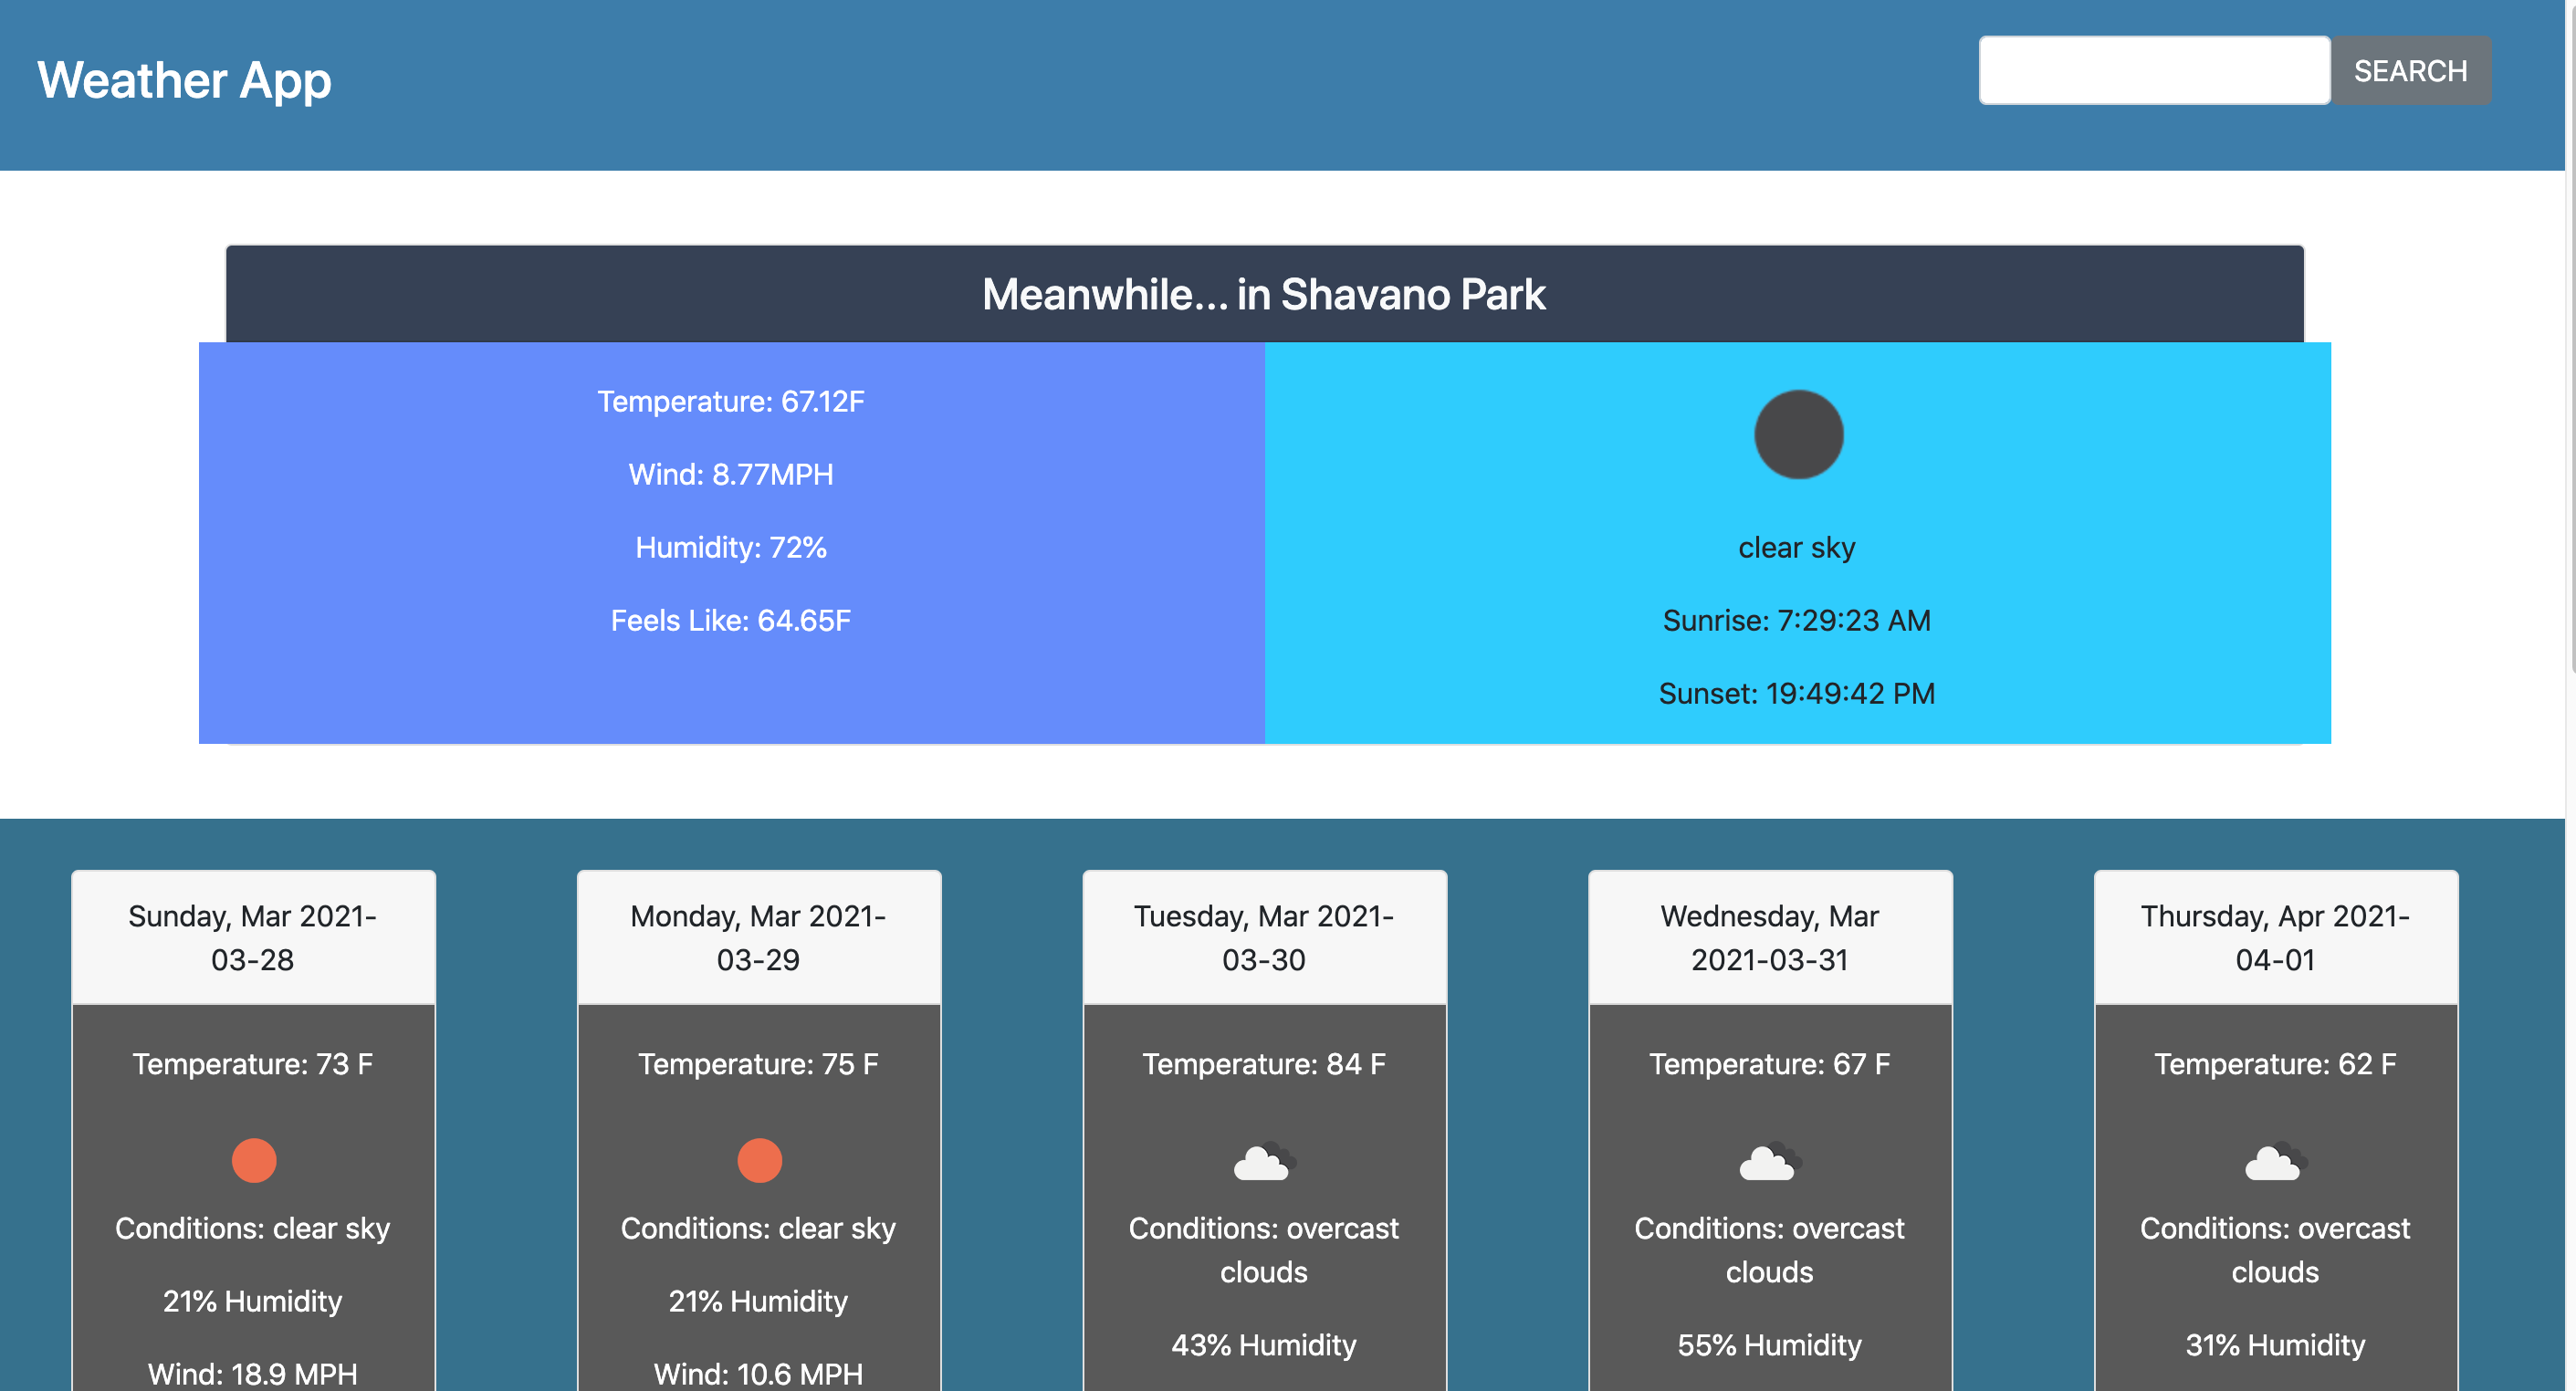 Weather App
SEARCH
Meanwhile... in Shavano Park
Temperature: 67.12F
Wind: 8.77MPH
Humidity: 72%
Feels Like: 64.65F
clear sky
Sunrise: 7:29:23 AM
Sunset: 19:49:42 PM
Sunday, Mar 2021-
03-28
Temperature: 73 F
Conditions: clear sky
21% Humidity
Wind: 18.9 MPH
Monday, Mar 2021-
03-29
Temperature: 75 F
Conditions: clear sky
21% Humidity
Wind: 10.6 MPH
Tuesday, Mar 2021-
03-30
Temperature: 84 F
Conditions: overcast
clouds
43% Humidity
Wednesday, Mar
2021-03-31
Temperature: 67 F
Conditions: overcast
clouds
55% Humidity
Thursday, Apr 2021-
04-01
Temperature: 62 F
Conditions: overcast
clouds
31% Humidity